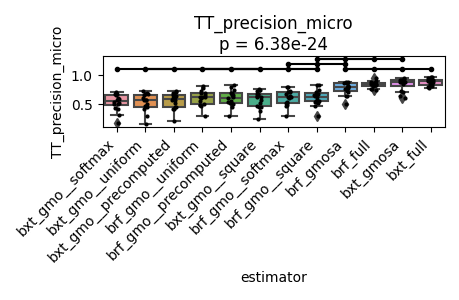 TT_precision_micro
p = 6.38e-24
TT_precision_micro
1.0
0.5
bxt_gmo__softmax
bxt_gmo__uniform
bxt_gmo__precomputed
brf_gmo__uniform
brf_gmo__precomputed
bxt_gmo__square
brf_gmo__softmax
brf_gmo__square
brf_gmosa
brf_full
bxt_gmosa
bxt_full
estimator